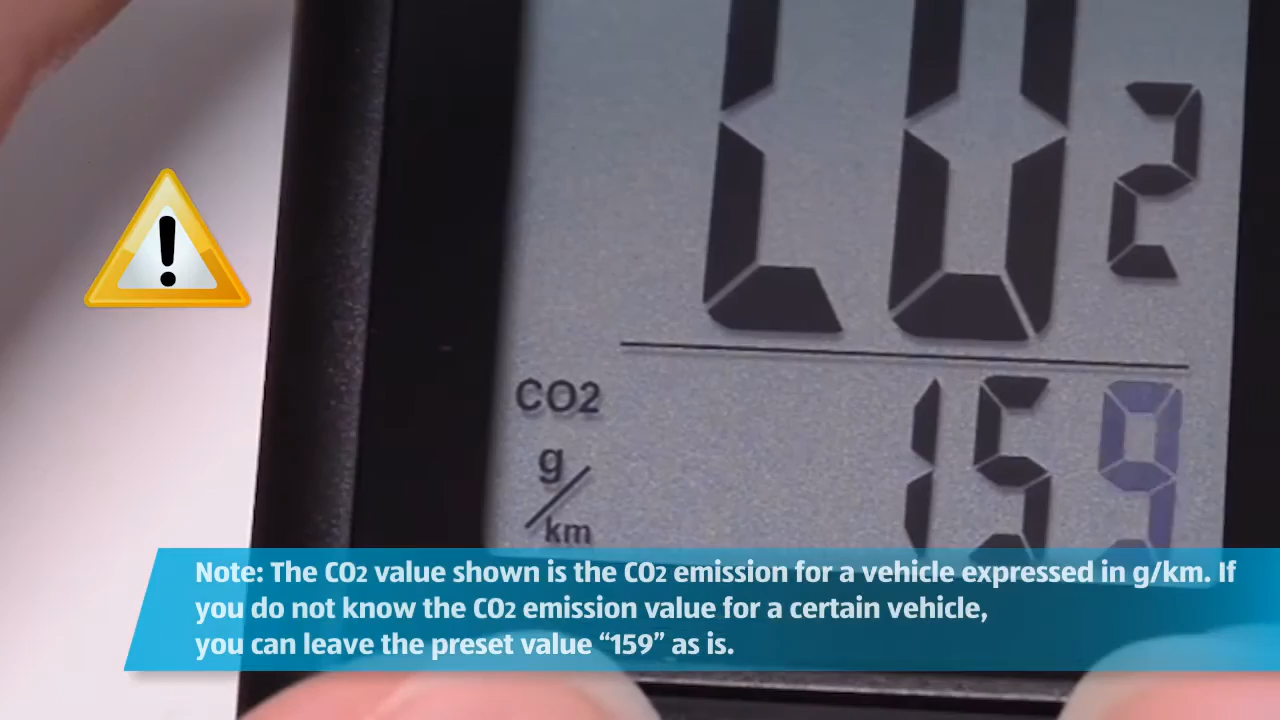 CO2
CO2
159
g/km
Note: The CO2 value shown is the CO2 emission for a vehicle expressed in g/km. If
you do not know the CO2 emission value for a certain vehicle,
you can leave the preset value “159” as is.